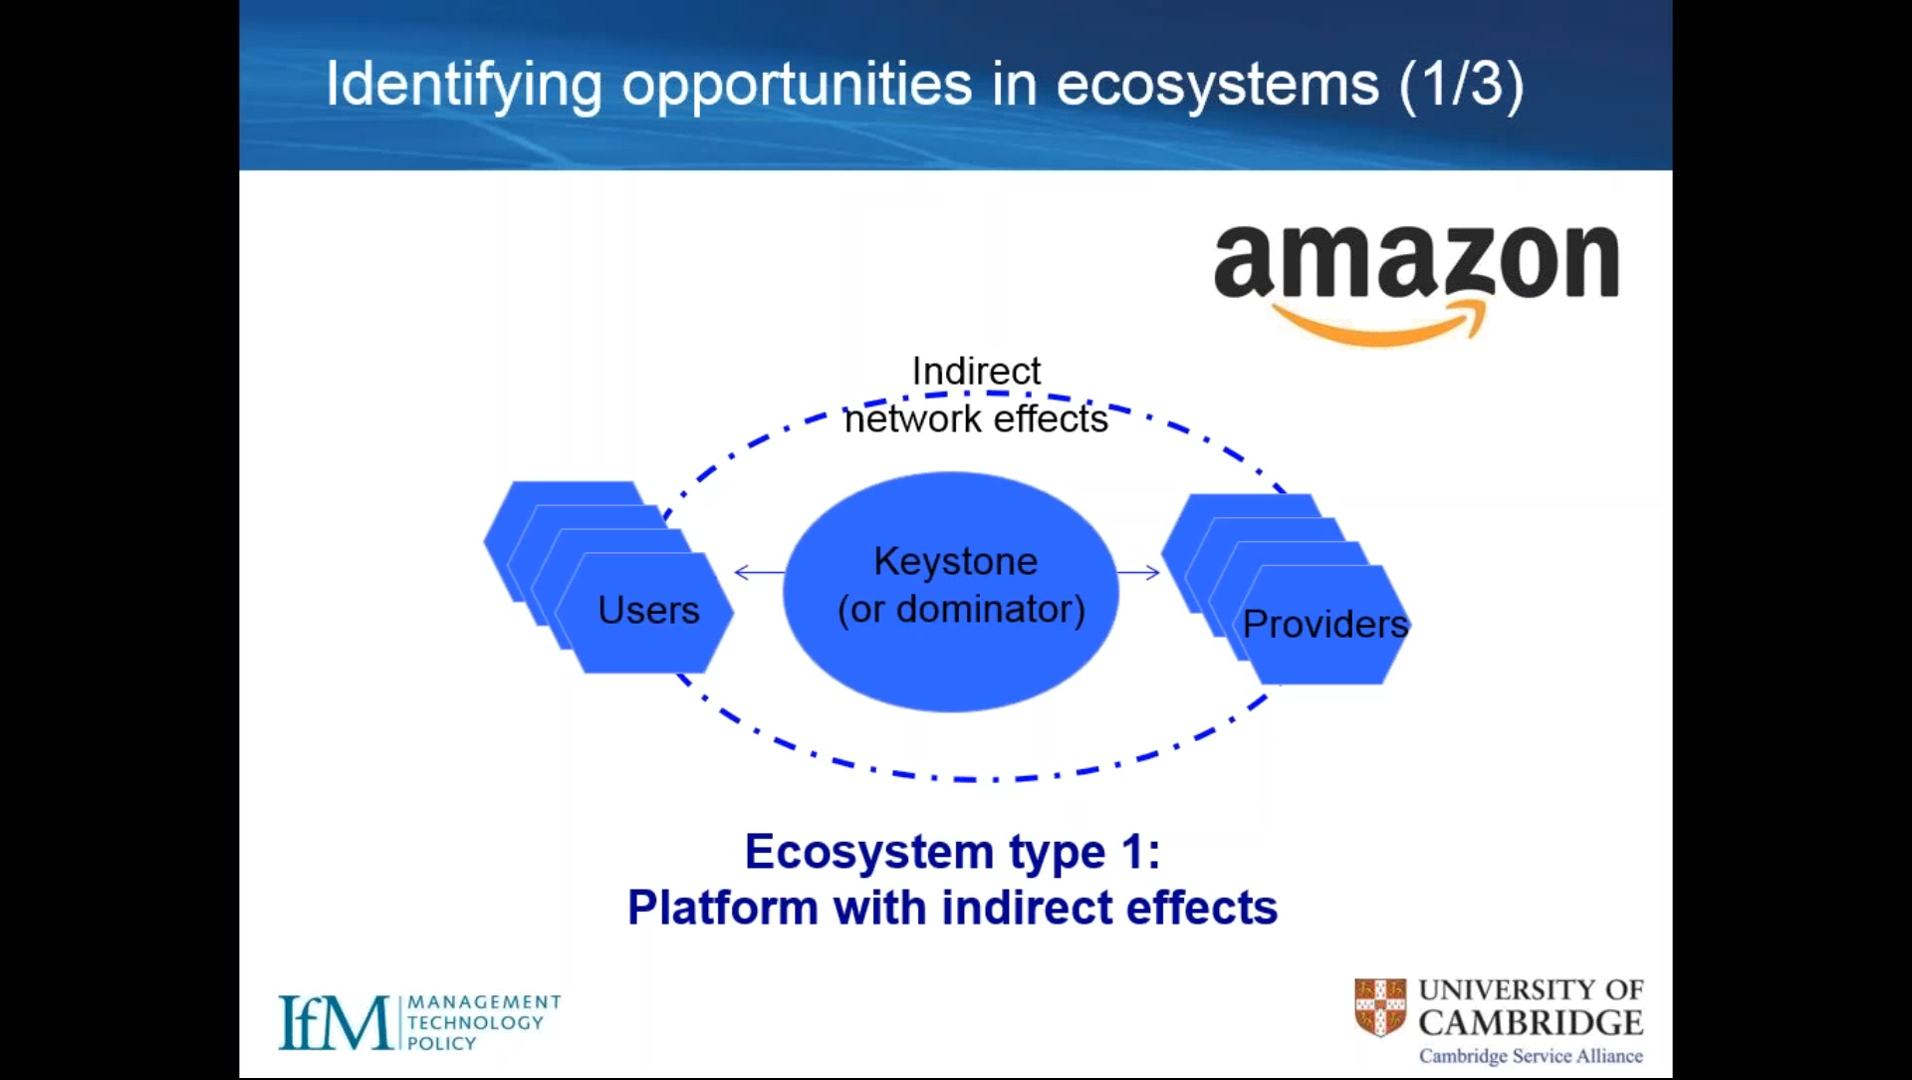 Identifying opportunities in ecosystems (1/3)
amazon
Indirect
network effects
Users
Keystone
(or dominator)
Providers
Ecosystem type 1:
Platform with indirect effects
IfM
MANAGEMENT
TECHNOLOGY
POLICY
UNIVERSITY OF
CAMBRIDGE
Cambridge Service Alliance